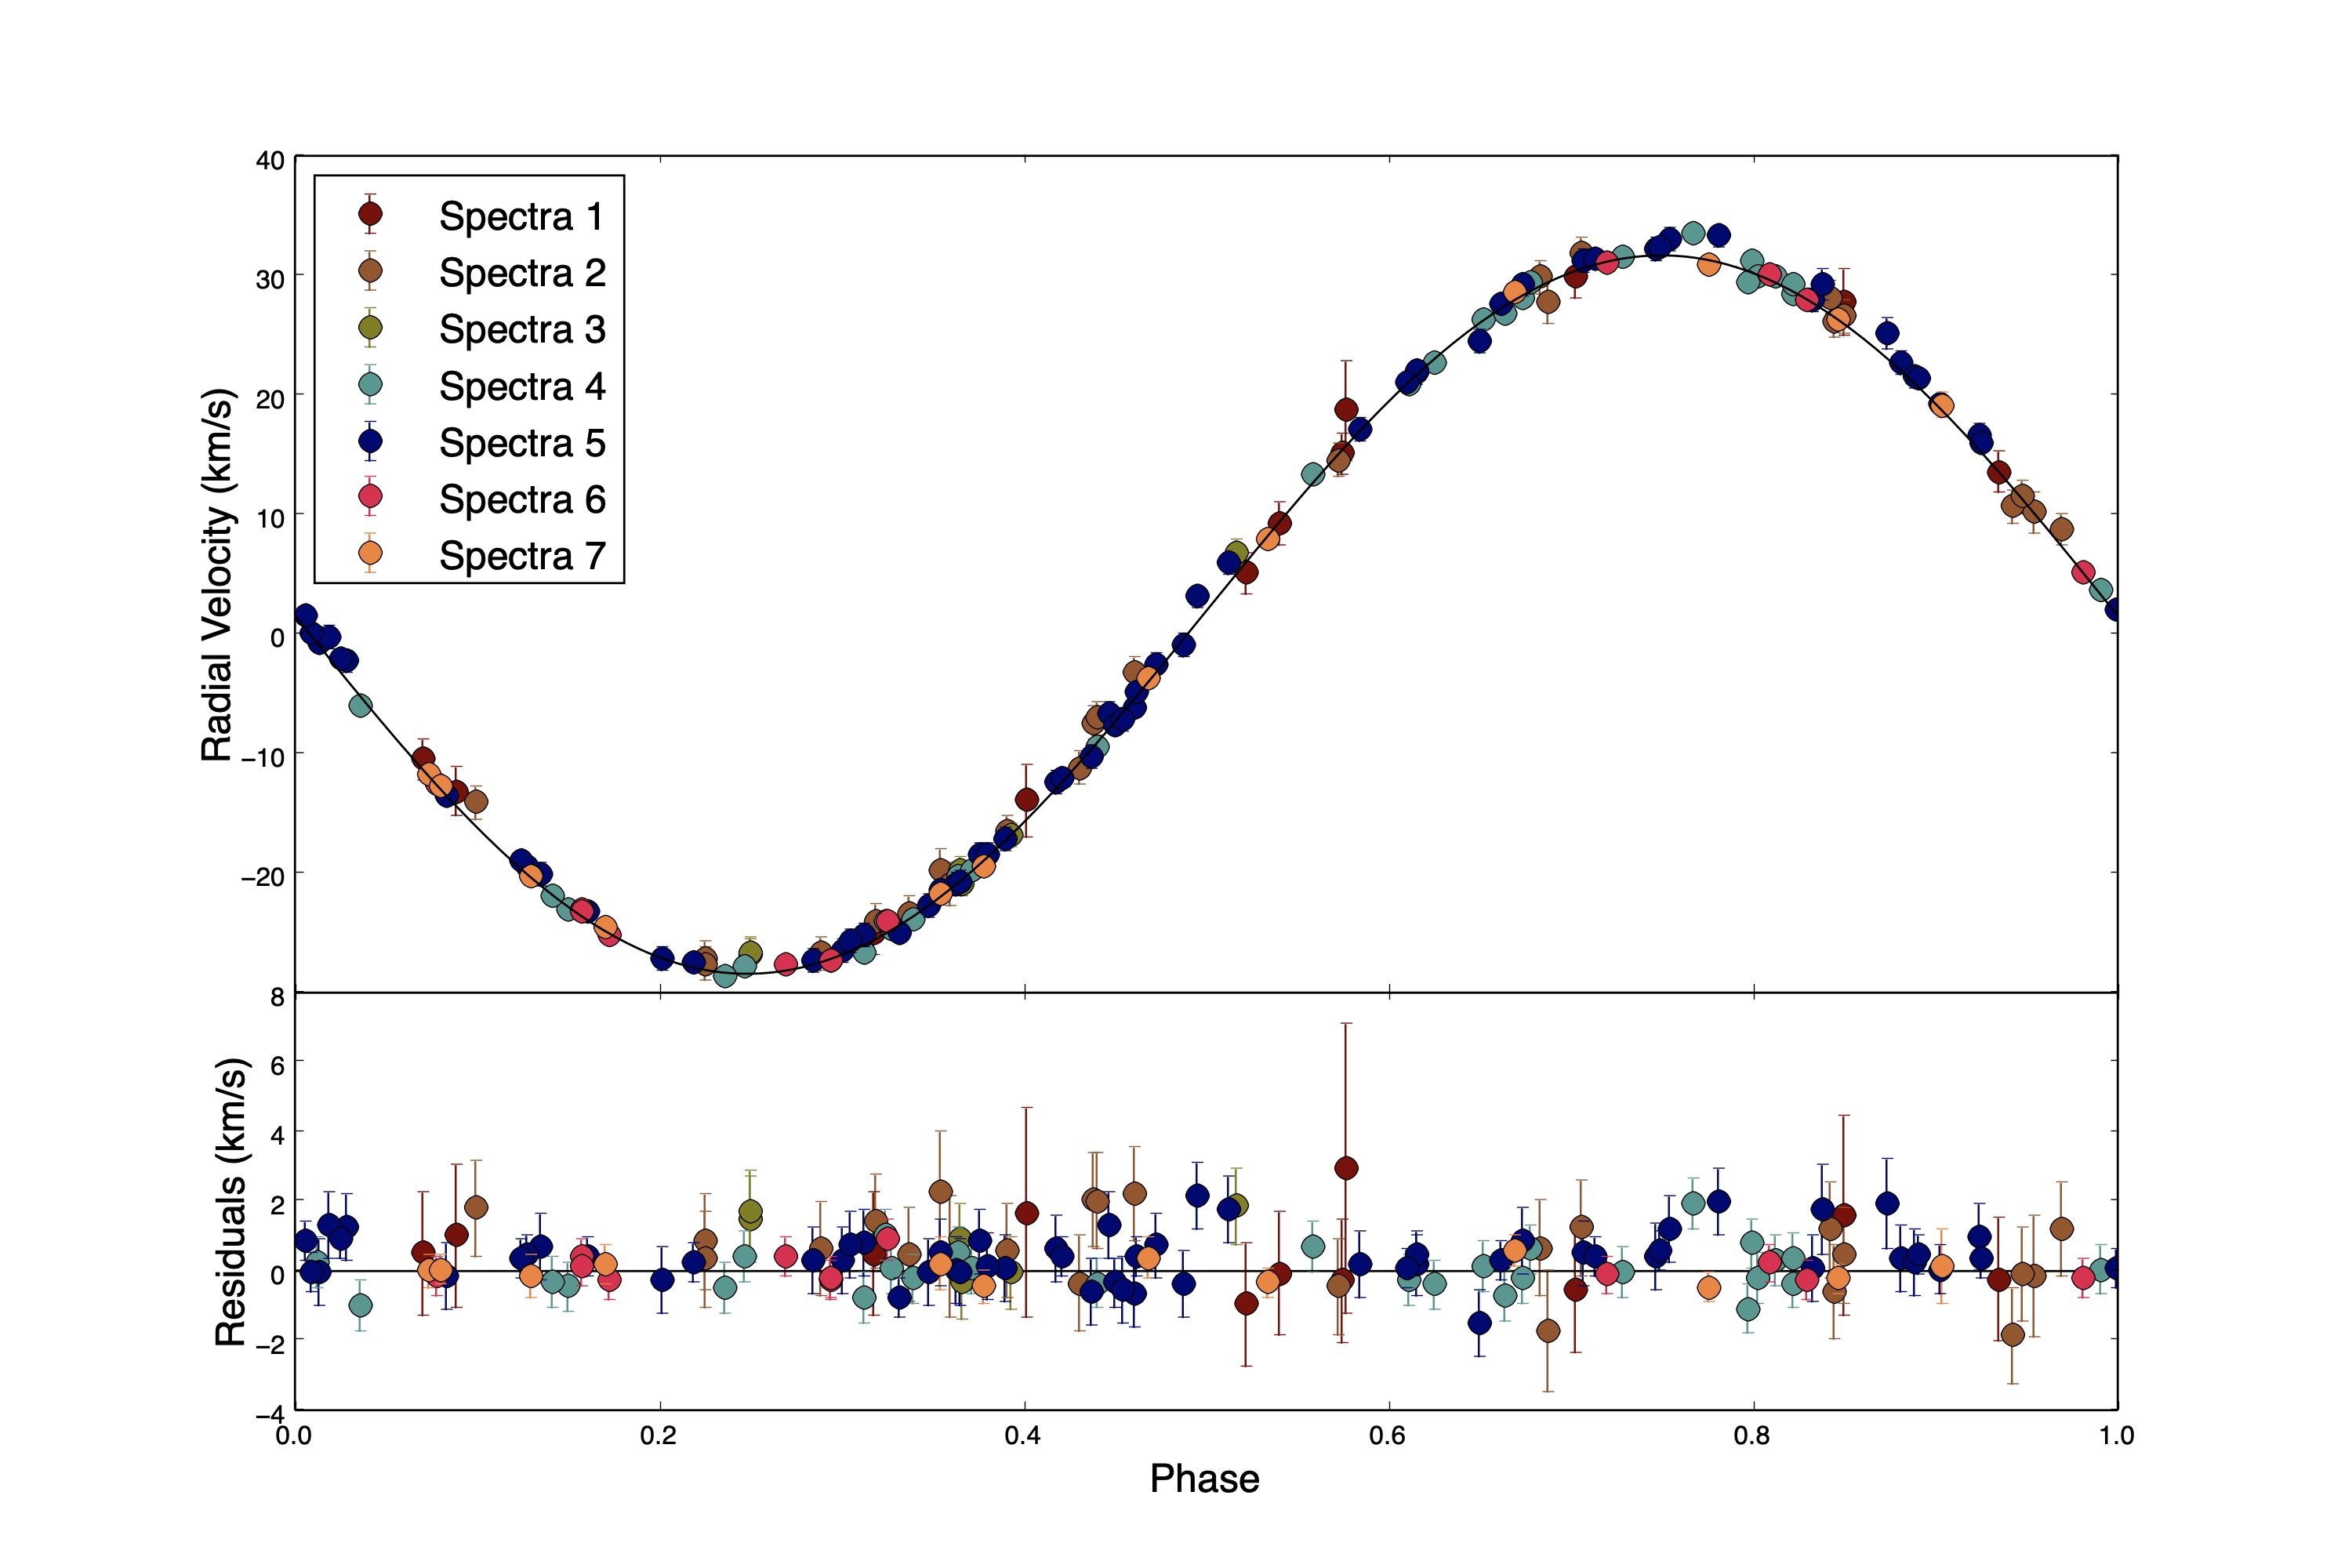 40
30
20
10
0
−10
−20
Radial Velocity (km/s)
Spectra 1
Spectra 2
Spectra 3
Spectra 4
Spectra 5
Spectra 6
Spectra 7
8
6
4
2
0
−2
−4
Residuals (km/s)
0.0 0.2 0.4 0.6 0.8 1.0
Phase